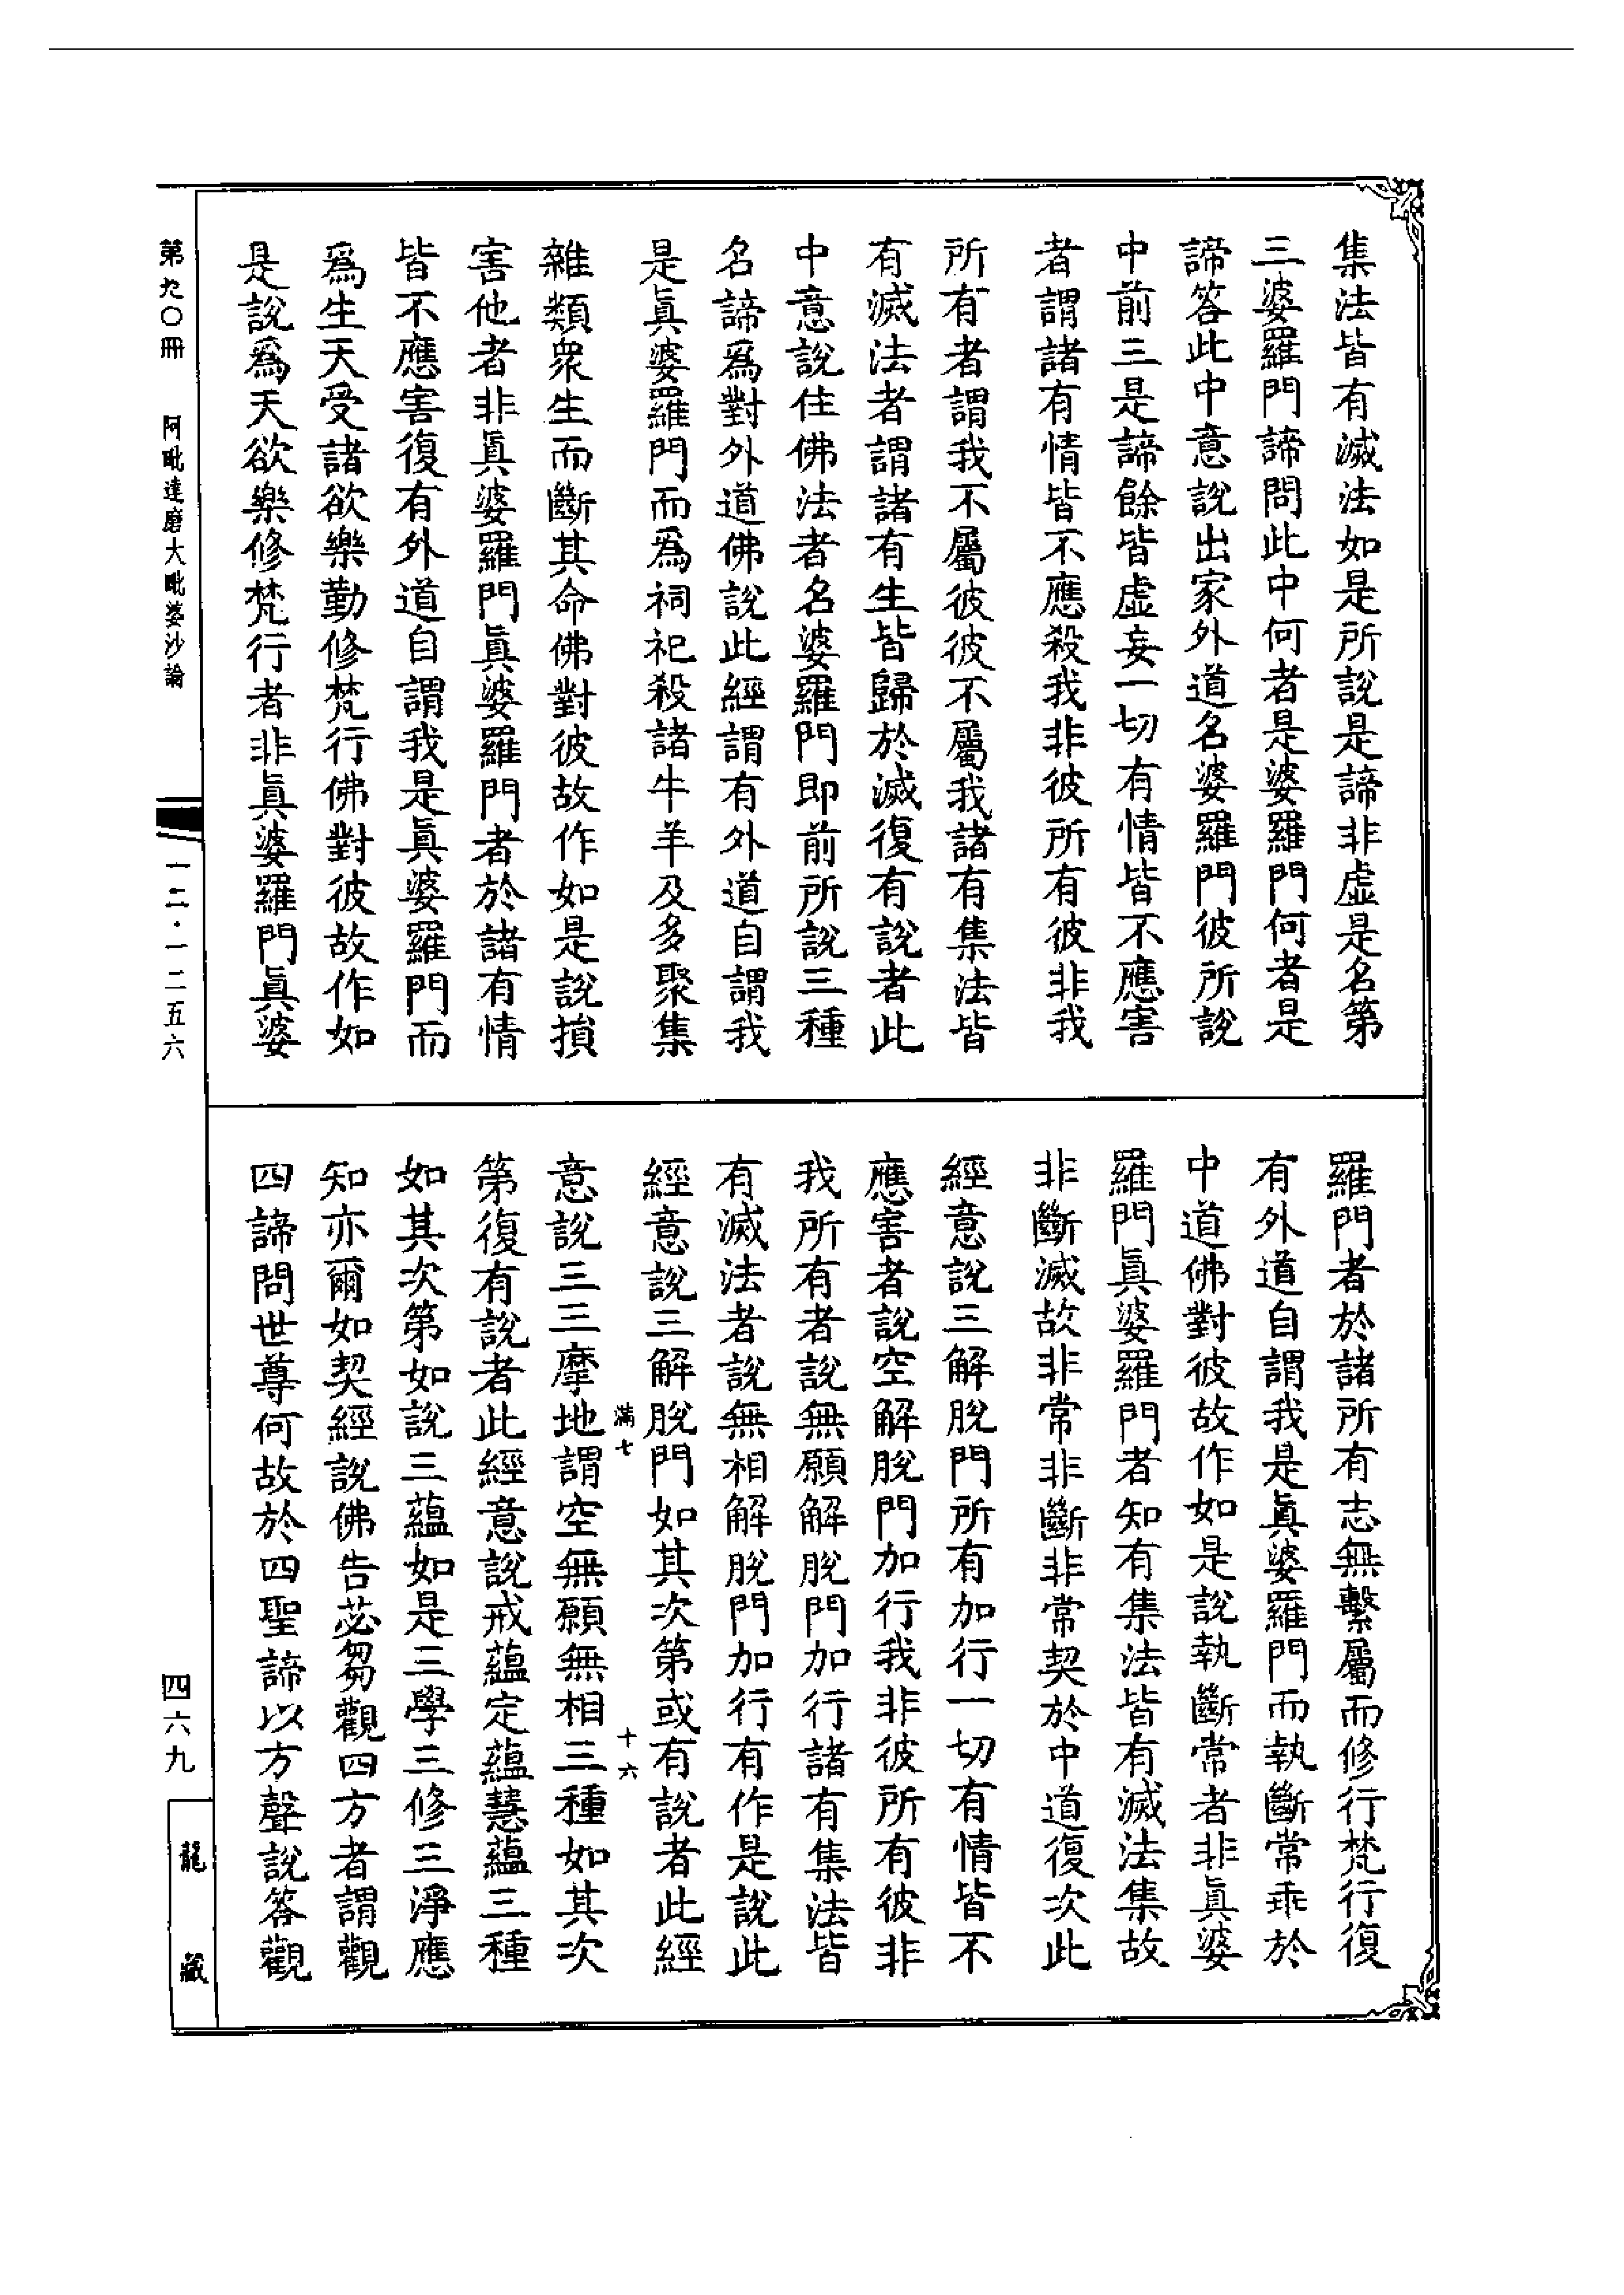 集法皆有滅法如是所說是諦非虛是名第
三婆羅門諦問此中何者是婆羅門何者是
諦答此中意說出家外道名婆羅門彼所說
中前三是諦餘皆虛妄一切有情皆不應害
者謂諸有情皆不應殺我非彼所有彼非我
所有者謂我不屬彼彼不屬我諸有集法皆
有滅法者謂諸有生皆歸於滅復有說者此
中意說住佛法者名婆羅門即前所說三種
名諦為對外道佛說此經謂有外道自謂我
是眞婆羅門而為祠祀殺諸牛羊及多聚集
雜類眾生而斷其命佛對彼故作如是說損
害他者非眞婆羅門眞婆羅門者於諸有情
皆不應害復有外道自謂我是眞婆羅門而
為生天受諸欲樂勤修梵行佛對彼故作如
是說為天欲樂修梵行者非眞婆羅門眞婆
羅門者於諸所有志無繫屬而修行梵行復
有外道自謂我是眞婆羅門而執斷常乖於
中道佛對彼故作如是說執斷常者非眞婆
羅門眞婆羅門者知有集法皆有滅法集故
非斷滅故非常非斷非常契於中道復次此
經意說三解脫門所有加行一切有情皆不
應害者說空解脫門加行我非彼所有彼非
我所有者說無願解脫門加行諸有集法皆
有滅法者說無相解脫門加行有作是說此
經意說三解脫門如其次第或有說者此經
滿七 十六
意說三三摩地謂空無願無相三種如其次
第復有說者此經意說戒蘊定蘊慧蘊三種
如其次第如說三蘊如是三學三修三淨應
知亦爾如契經說佛告苾芻觀四方者謂觀
四諦問世尊何故於四聖諦以方聲說答觀
第九〇冊 阿毗達磨大毗婆沙論
一二·一二五六
四六九
龍藏